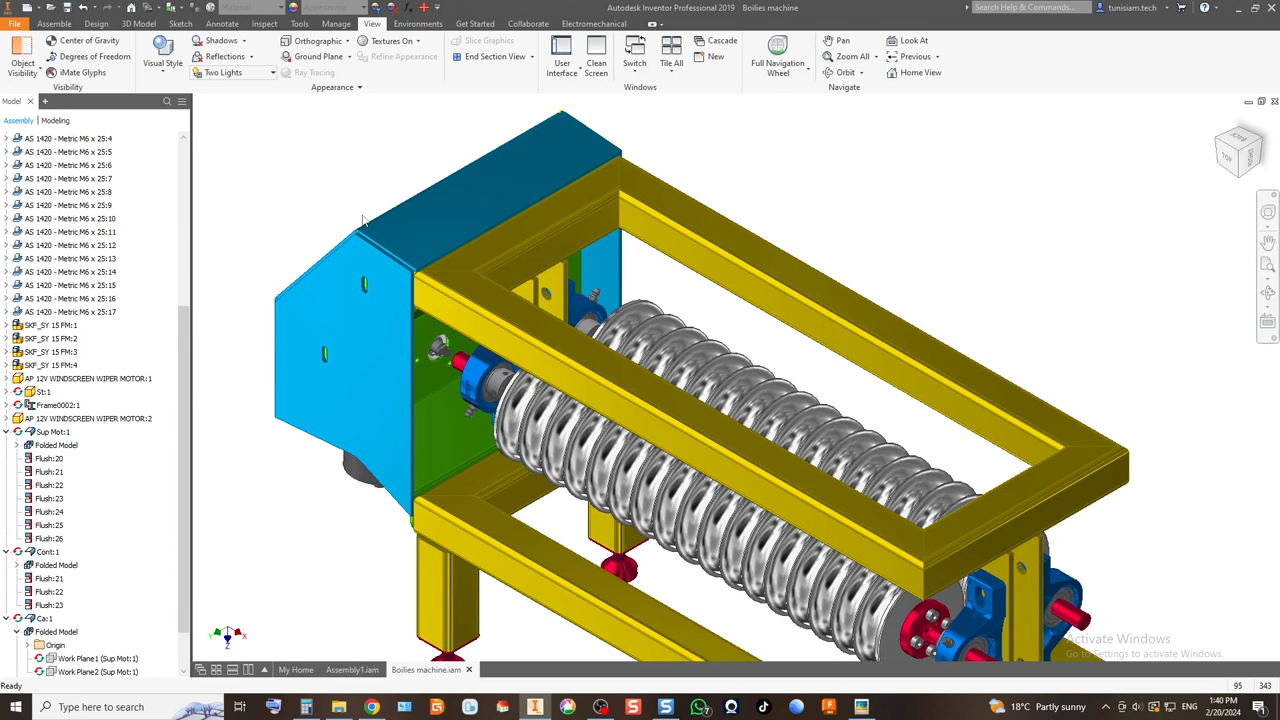 Material
Appearance
Autodesk Inventor Professional 2019 Boilies machine
Search Help & Commands...
tunisiam.tech
File
Assemble
Design
3D Model
Sketch
Annotate
Inspect
Tools
Manage
View
Environments
Get Started
Collaborate
Electromechanical
Object
Visibility
Center of Gravity
Degrees of Freedom
iMate Glyphs
Visibility
Visual Style
Shadows
Reflections
Two Lights
Orthographic
Ground Plane
Ray Tracing
Textures On
Refine Appearance
Appearance
Slice Graphics
End Section View
User
Interface
Clean
Screen
Switch
Tile All
Cascade
New
Windows
Full Navigation
Wheel
Pan
Zoom All
Orbit
Look At
Previous
Home View
Navigate
Model
Assembly
Modeling
AS 1420 - Metric M6 x 25:4
AS 1420 - Metric M6 x 25:5
AS 1420 - Metric M6 x 25:6
AS 1420 - Metric M6 x 25:7
AS 1420 - Metric M6 x 25:8
AS 1420 - Metric M6 x 25:9
AS 1420 - Metric M6 x 25:10
AS 1420 - Metric M6 x 25:11
AS 1420 - Metric M6 x 25:12
AS 1420 - Metric M6 x 25:13
AS 1420 - Metric M6 x 25:14
AS 1420 - Metric M6 x 25:15
AS 1420 - Metric M6 x 25:16
AS 1420 - Metric M6 x 25:17
SKF_SY 15 FM:1
SKF_SY 15 FM:2
SKF_SY 15 FM:3
SKF_SY 15 FM:4
AP 12V WINDSCREEN WIPER MOTOR:1
St:1
Frame0002:1
AP 12V WINDSCREEN WIPER MOTOR:2
Sup Mot:1
Folded Model
Flush:20
Flush:21
Flush:22
Flush:23
Flush:24
Flush:25
Flush:26
Cont:1
Folded Model
Flush:21
Flush:22
Flush:23
Ca:1
Folded Model
Origin
Work Plane1 (Sup Mot:1)
Work Plane2 (Sup Mot:1)
TOP
BACK
RIGHT
Y
X
Z
Activate Windows
Go to Settings to activate Windows.
My Home
Assembly1.iam
Boilies machine.iam
Ready
95
343
Type here to search
18°C Partly sunny
ENG
1:40 PM
2/20/2024